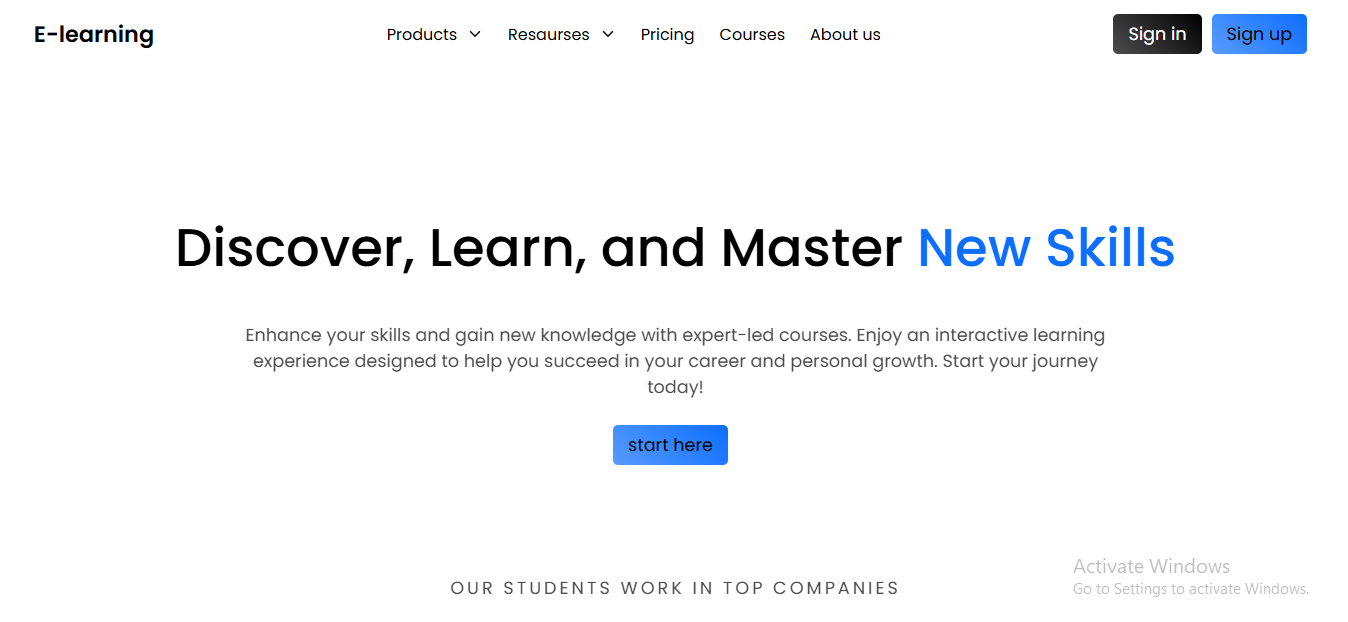 E-learning Products Resaurses Pricing Courses About us Sign in Sign up
Discover, Learn, and Master New Skills
Enhance your skills and gain new knowledge with expert-led courses. Enjoy an interactive learning
experience designed to help you succeed in your career and personal growth. Start your journey
today!
start here
Activate Windows
OUR STUDENTS WORK IN TOP COMPANIES
Go to Settings to activate Windows.